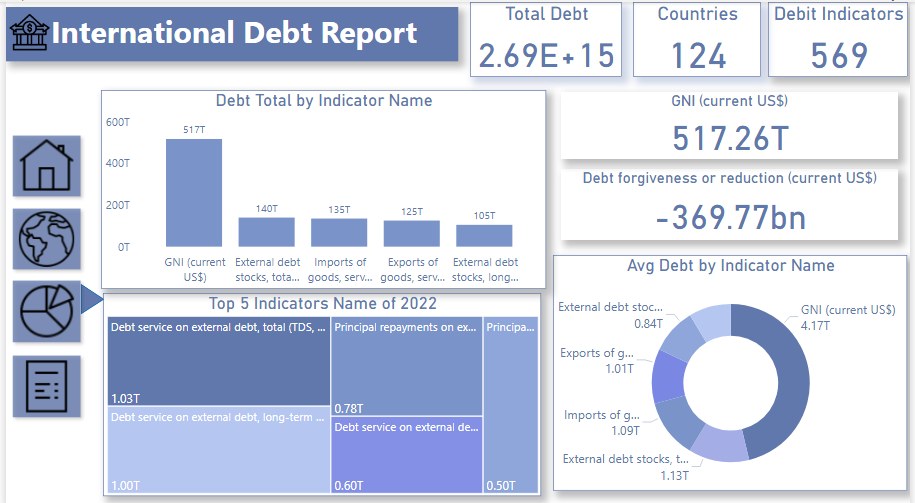 International Debt Report
Total Debt
2.69E+15
Countries
124
Debit Indicators
569
Debt Total by Indicator Name
600T
400T
200T
0T
517T
140T
135T
125T
105T
GNI (current
US$)
External debt
stocks, tota...
Imports of
goods, serv...
Exports of
goods, serv...
External debt
stocks, long...
GNI (current US$)
517.26T
Debt forgiveness or reduction (current US$)
-369.77bn
Top 5 Indicators Name of 2022
Debt service on external debt, total (TDS, ...
1.03T
Debt service on external debt, long-term ...
1.00T
Principal repayments on ex...
0.78T
Debt service on external de...
0.60T
Principa...
0.50T
Avg Debt by Indicator Name
GNI (current US$)
4.17T
External debt stoc...
0.84T
Exports of g...
1.01T
Imports of g...
1.09T
External debt stocks, t...
1.13T